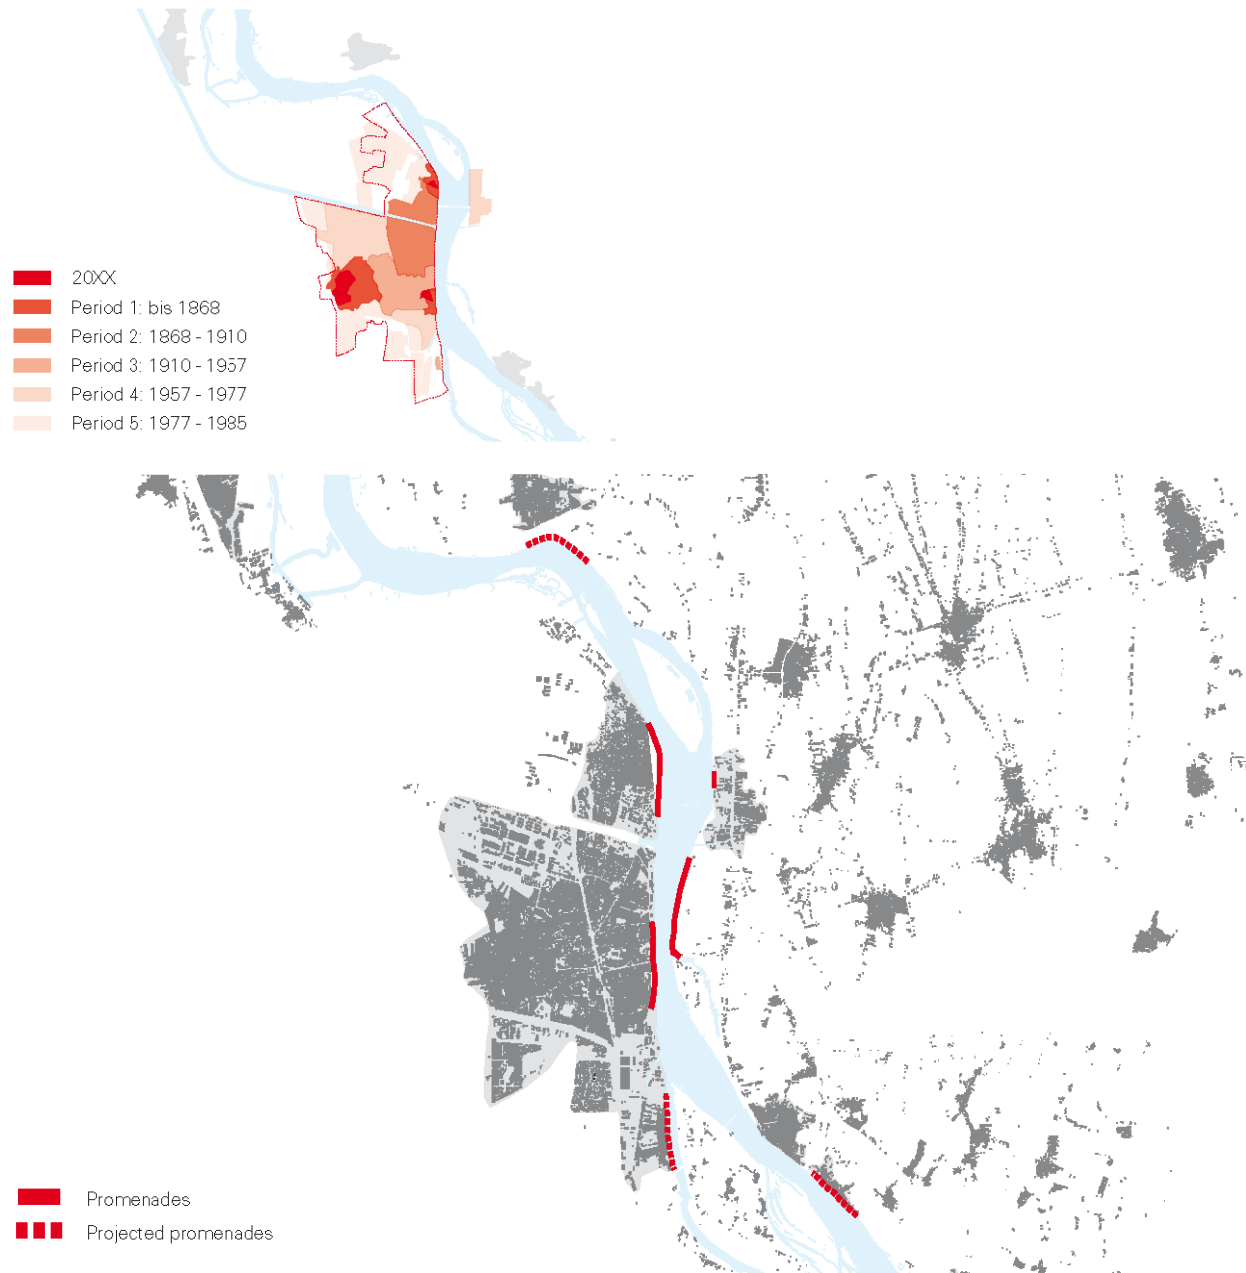 20XX
Period 1: bis 1868
Period 2: 1868 - 1910
Period 3: 1910 - 1957
Period 4: 1957 - 1977
Period 5: 1977 - 1985
Promenades
Projected promenades